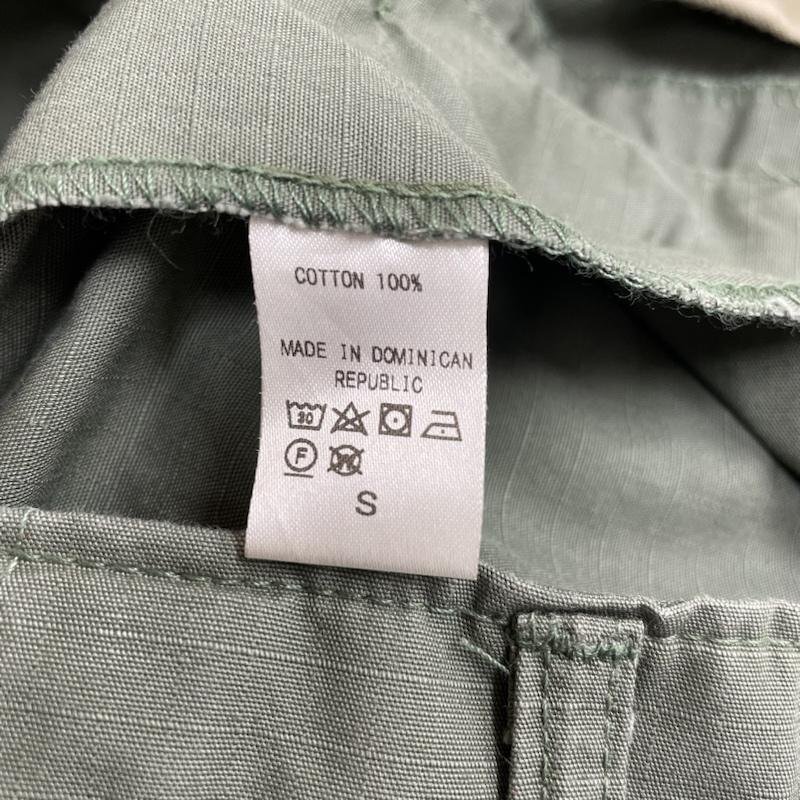 COTTON 100%
MADE IN DOMINICAN
REPUBLIC
30
F W
S